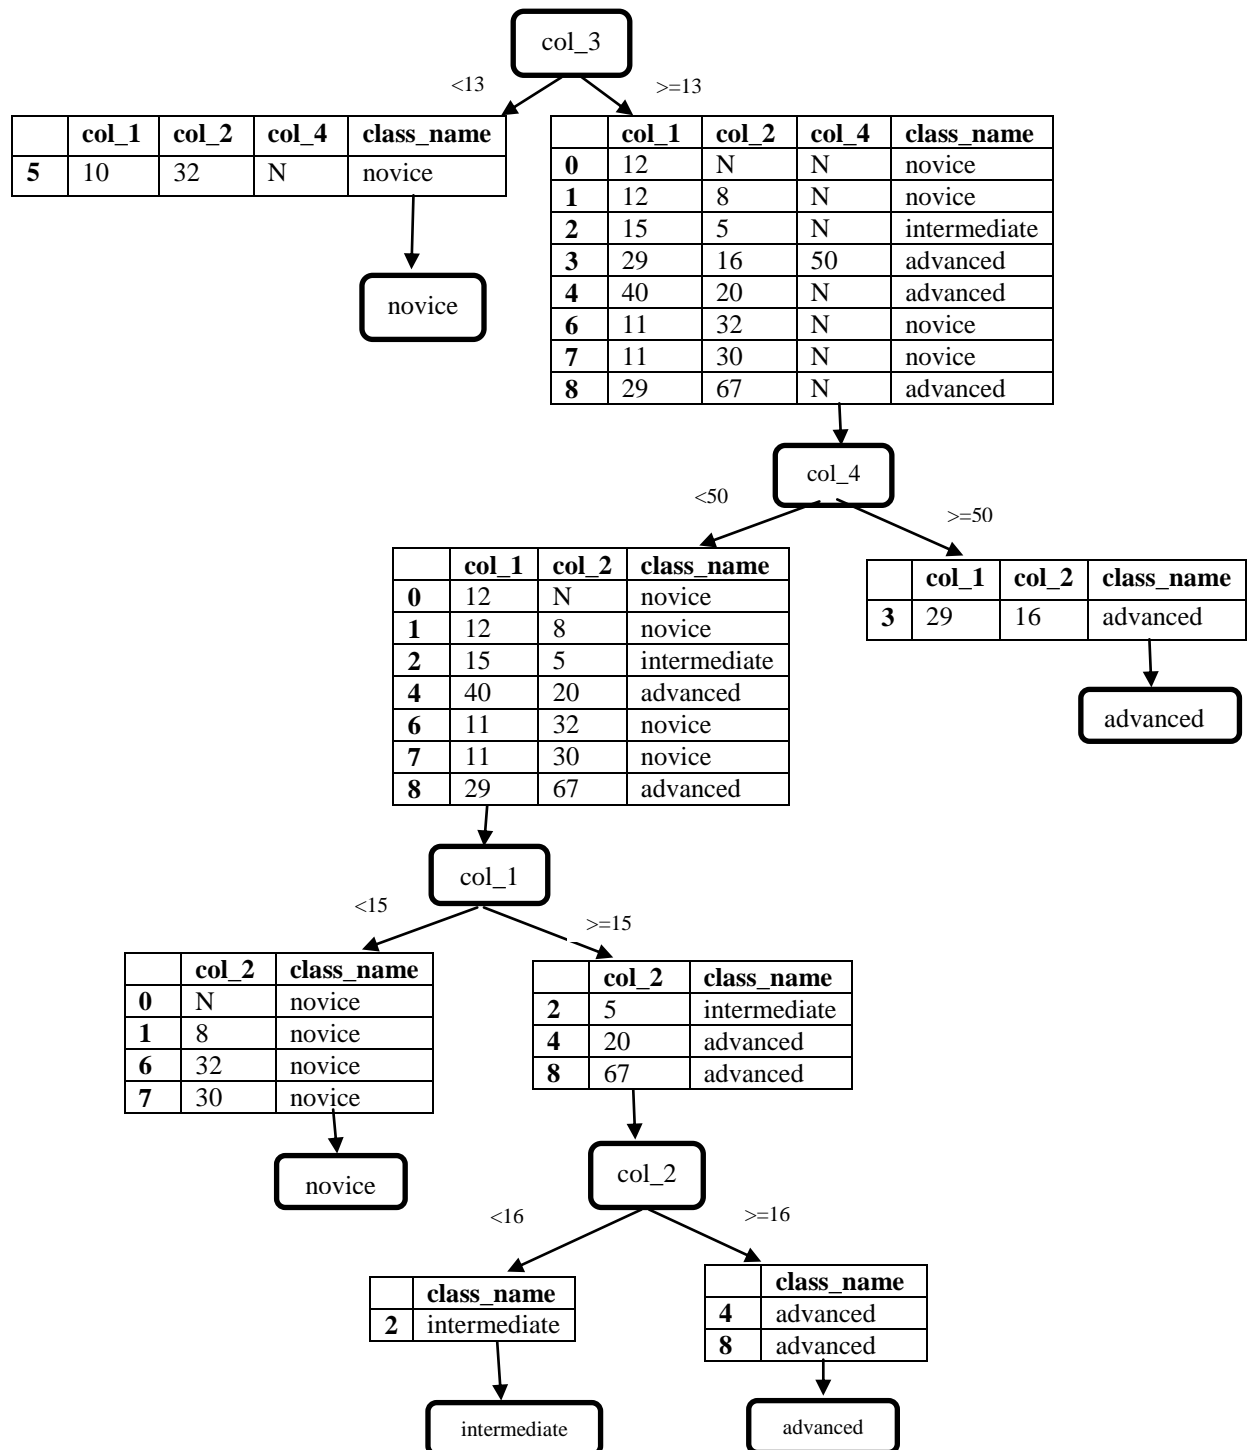 col_3
<13 >=13
col_1 col_2 col_4 class_name
5 10 32 N novice
novice
col_1 col_2 col_4 class_name
0 12 N N novice
1 12 8 N novice
2 15 5 N intermediate
3 29 16 50 advanced
4 40 20 N advanced
6 11 32 N novice
7 11 30 N novice
8 29 67 N advanced
col_4
<50 >=50
col_1 col_2 class_name
0 12 N novice
1 12 8 novice
2 15 5 intermediate
4 40 20 advanced
6 11 32 novice
7 11 30 novice
8 29 67 advanced
col_1 col_2 class_name
3 29 16 advanced
advanced
col_1
<15 >=15
col_2 class_name
0 N novice
1 8 novice
6 32 novice
7 30 novice
novice
col_2 class_name
2 5 intermediate
4 20 advanced
8 67 advanced
col_2
<16 >=16
class_name
2 intermediate
intermediate
class_name
4 advanced
8 advanced
advanced